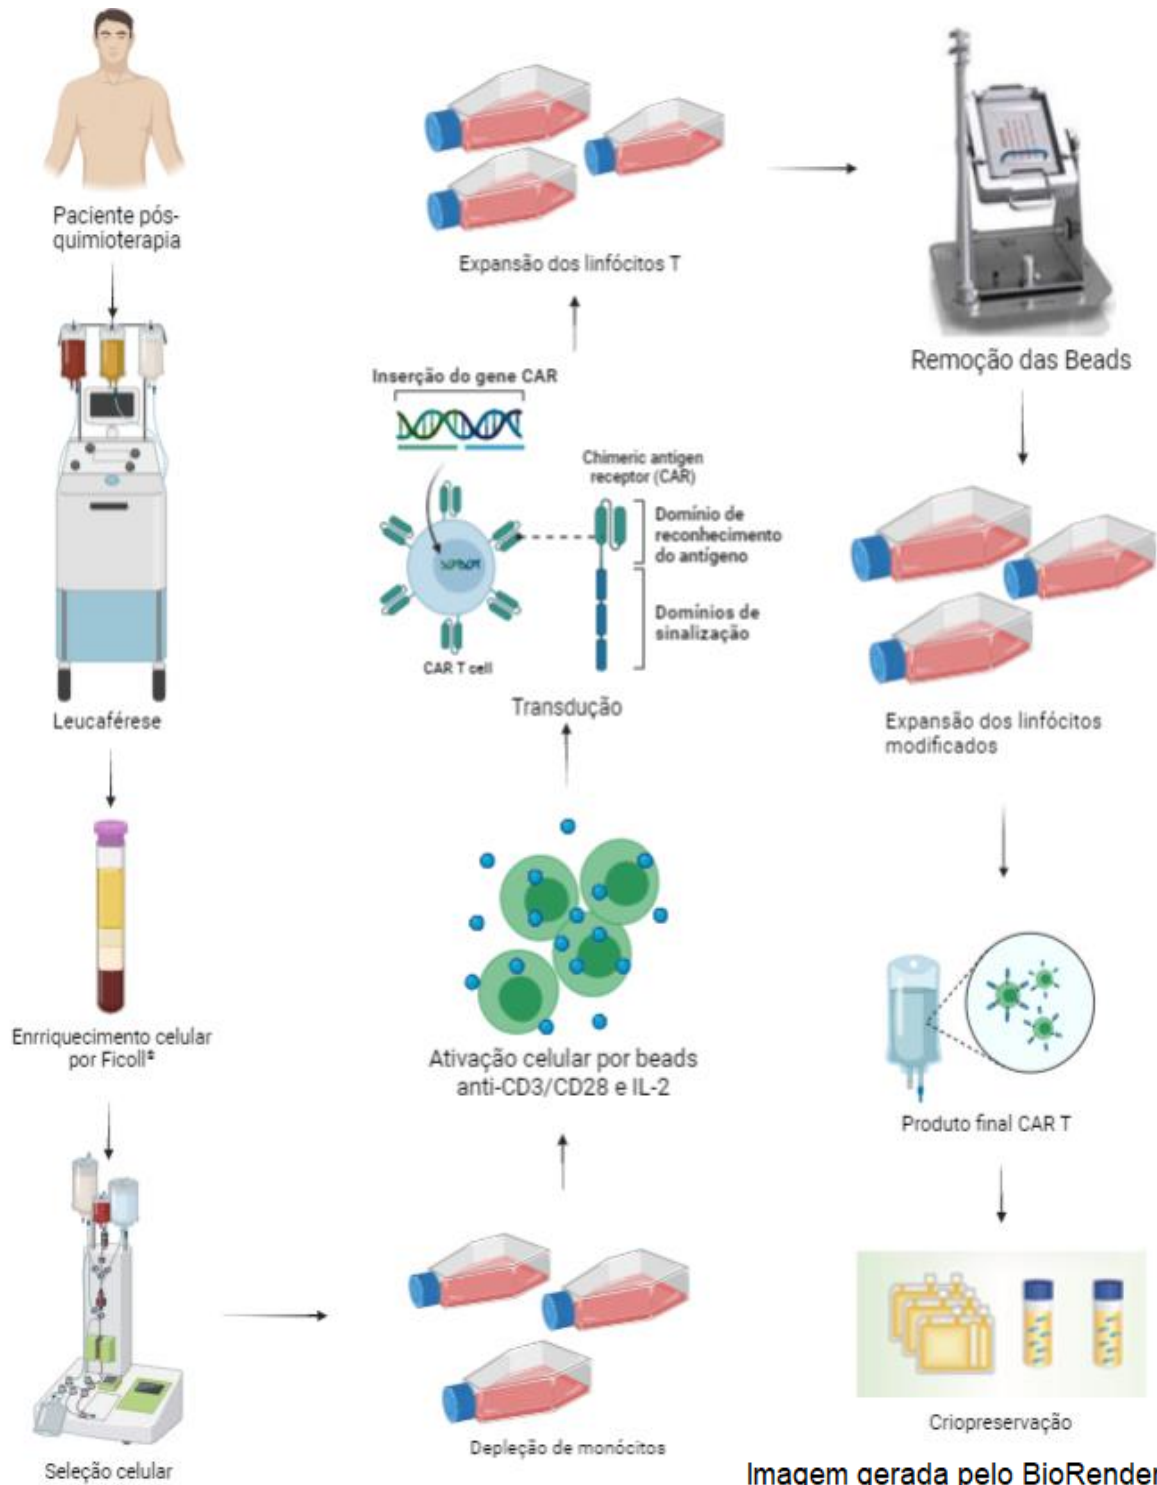 Paciente pós-
quimioterapia
Leucaférese
Enrriquecimento celular
por Ficoll®
Seleção celular
Depleção de monócitos
Ativação celular por beads
anti-CD3/CD28 e IL-2
Inserção do gene CAR
Chimeric antigen
receptor (CAR)
Domínio de
reconhecimento
do antígeno
Domínios de
sinalização
CAR T cell
Transdução
Expansão dos linfócitos T
Remoção das Beads
Expansão dos linfócitos
modificados
Produto final CAR T
Criopreservação
Imagem gerada pelo BioRender